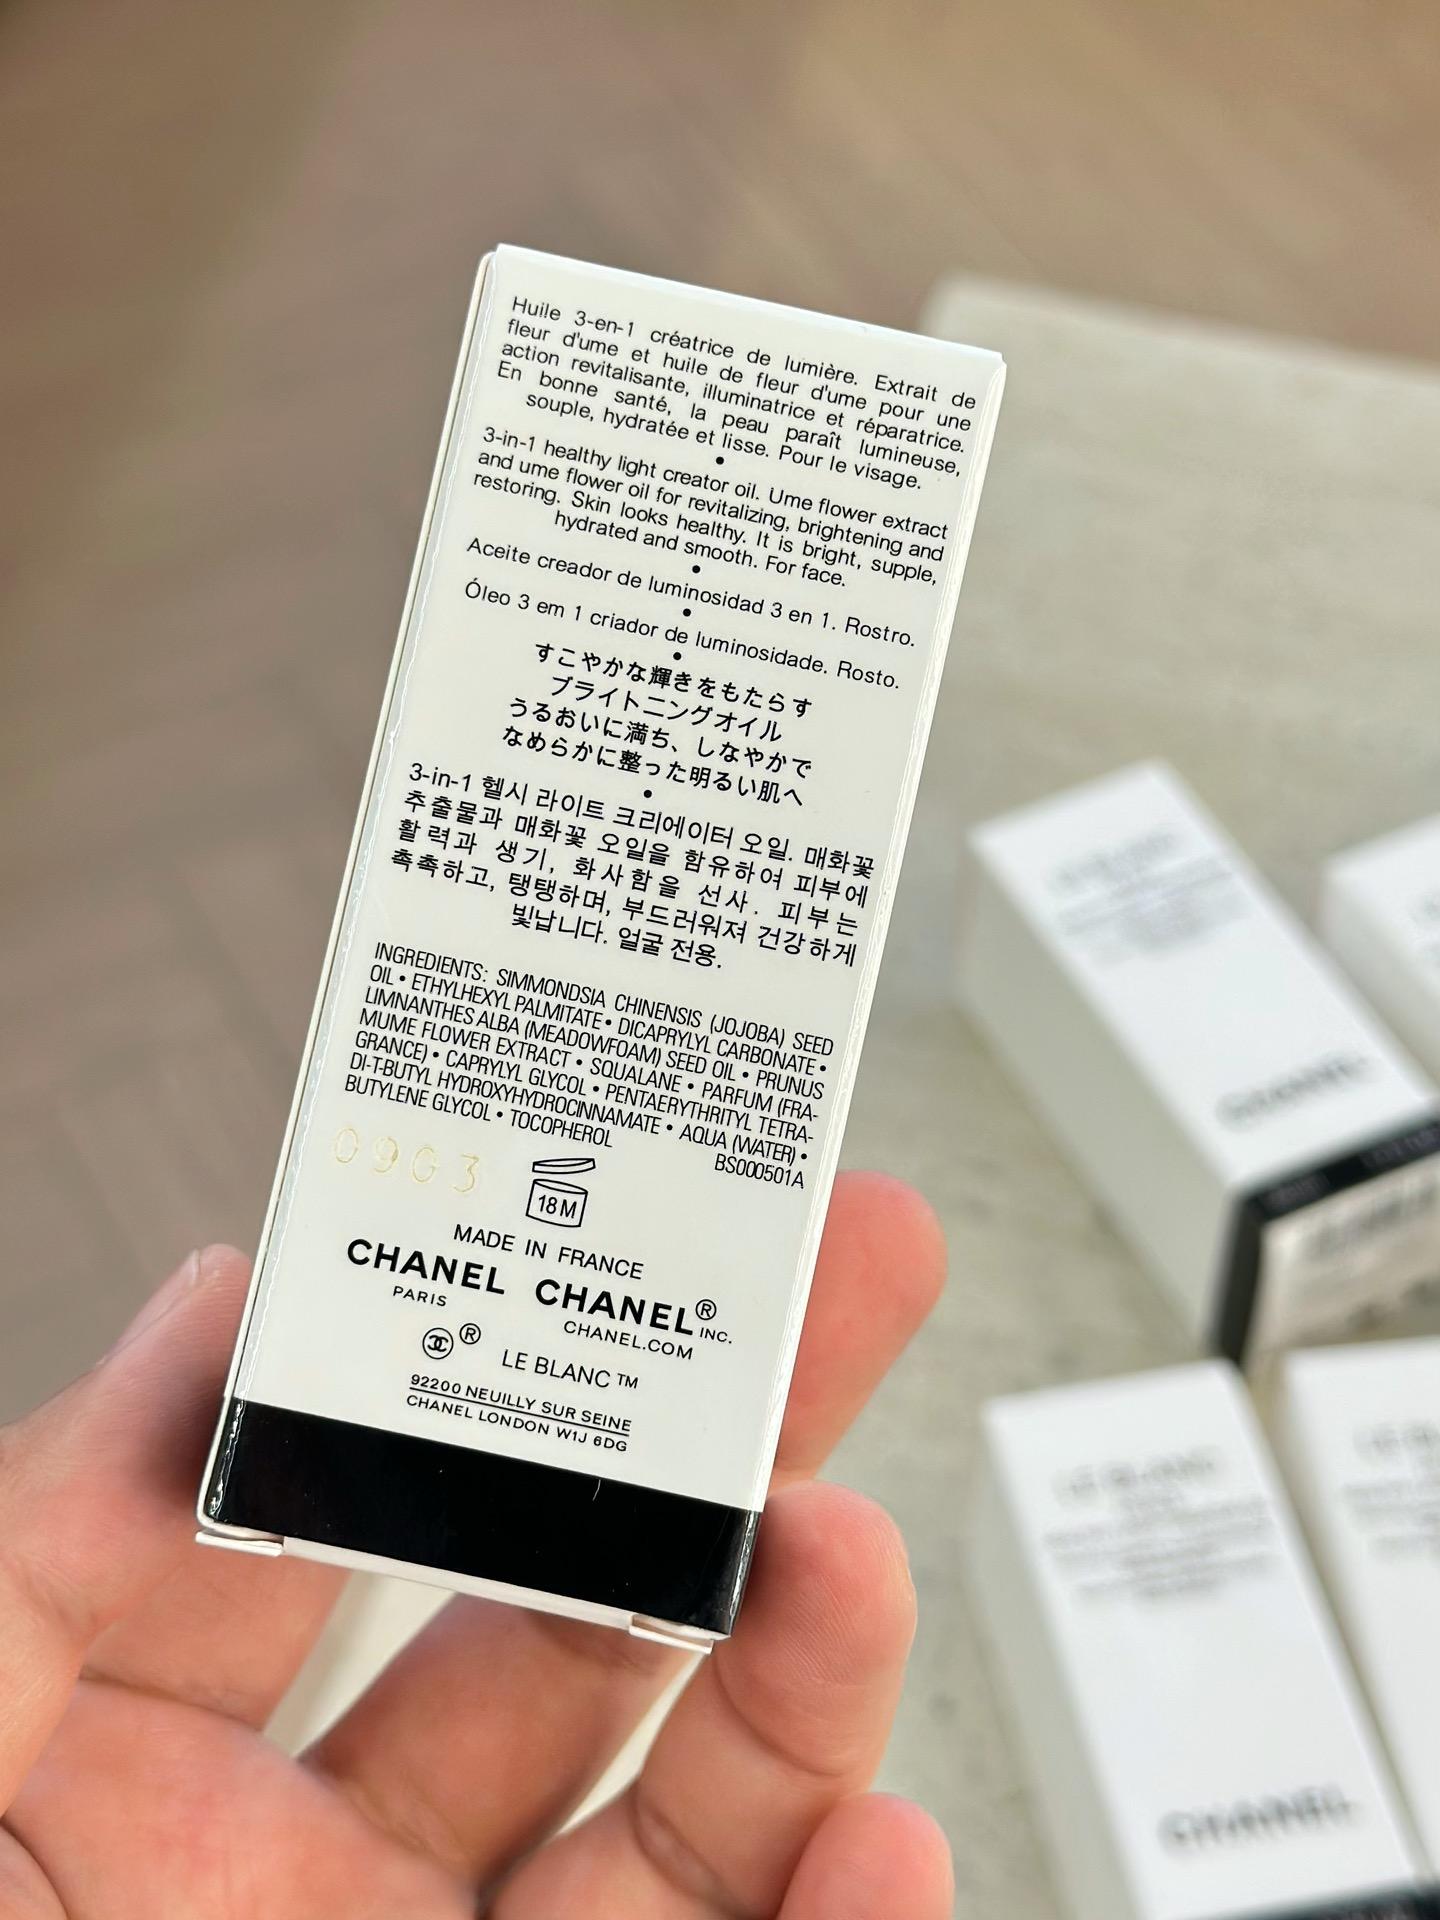 Huile 3-en-1 créatrice de lumière. Extrait de
fleur d'ume et huile de fleur d'ume pour une
action revitalisante, illuminatrice et réparatrice.
En bonne santé, la peau paraît lumineuse,
souple, hydratée et lisse. Pour le visage.
•
3-in-1 healthy light creator oil. Ume flower extract
and ume flower oil for revitalizing, brightening and
restoring. Skin looks healthy. It is bright, supple,
hydrated and smooth. For face.
•
Aceite creador de luminosidad 3 en 1. Rostro.
•
Óleo 3 em 1 criador de luminosidade. Rosto.
•
すこやかな輝きをもたらす
ブライトニングオイル
うるおいに満ち、しなやかで
なめらかに整った明るい肌へ
•
3-in-1 헬시 라이트 크리에이터 오일. 매화꽃
추출물과 매화꽃 오일을 함유하여 피부에
활력과 생기, 화사함을 선사. 피부는
촉촉하고, 탱탱하며, 부드러워져 건강하게
빛납니다. 얼굴 전용.
INGREDIENTS: SIMMONDSIA CHINENSIS (JOJOBA) SEED
OIL • ETHYLHEXYL PALMITATE • DICAPRYLYL CARBONATE •
LIMNANTHES ALBA (MEADOWFOAM) SEED OIL • PRUNUS
MUME FLOWER EXTRACT • SQUALANE • PARFUM (FRA-
GRANCE) • CAPRYLYL GLYCOL • PENTAERYTHRITYL TETRA-
DI-T-BUTYL HYDROXYHYDROCINNAMATE • AQUA (WATER) •
BUTYLENE GLYCOL • TOCOPHEROL
BS000501A
0903
18M
MADE IN FRANCE
CHANEL CHANEL®
PARIS
INC.
CHANEL.COM
® LE BLANC™
92200 NEUILLY SUR SEINE
CHANEL LONDON W1J 6DG
CHANEL
LE BLANC
CHANEL